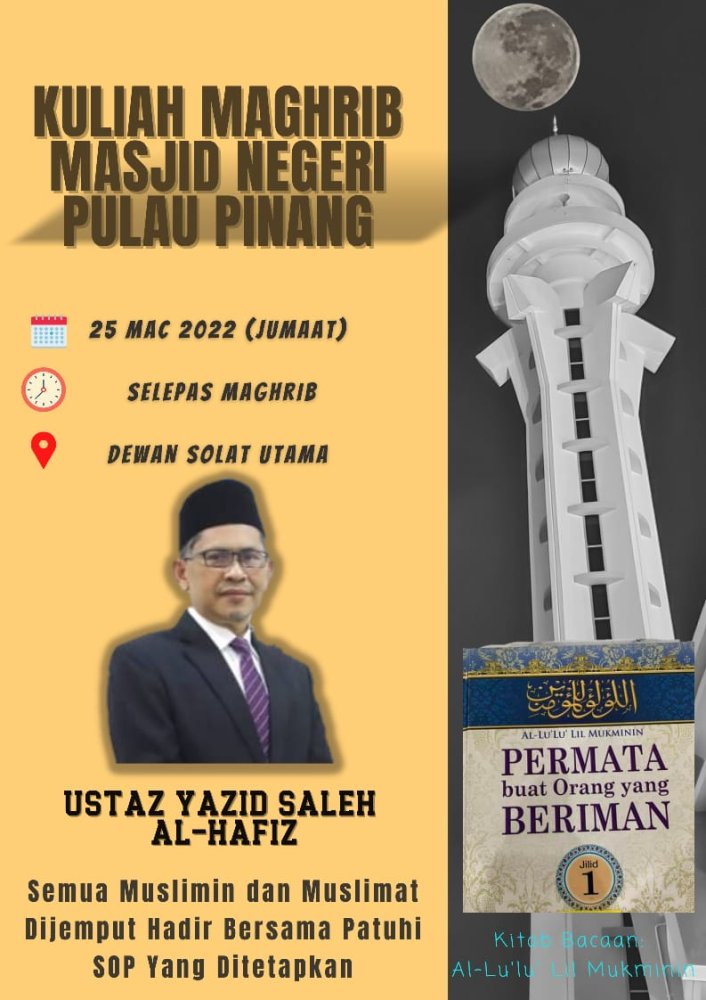 KULIAH MAGHRIB
MASJID NEGERI
PULAU PINANG
25 MAC 2022 (JUMAAT)
SELEPAS MAGHRIB
DEWAN SOLAT UTAMA
USTAZ YAZID SALEH
AL-HAFIZ
Semua Muslimin dan Muslimat
Dijemput Hadir Bersama Patuhi
SOP Yang Ditetapkan
اللؤلؤ للمؤمنين
AL-LU'LU' LIL MUKMININ
PERMATA
buat Orang yang
BERIMAN
Jilid
1
Kitab Bacaan:
Al-Lu'lu' Lil Mukminin